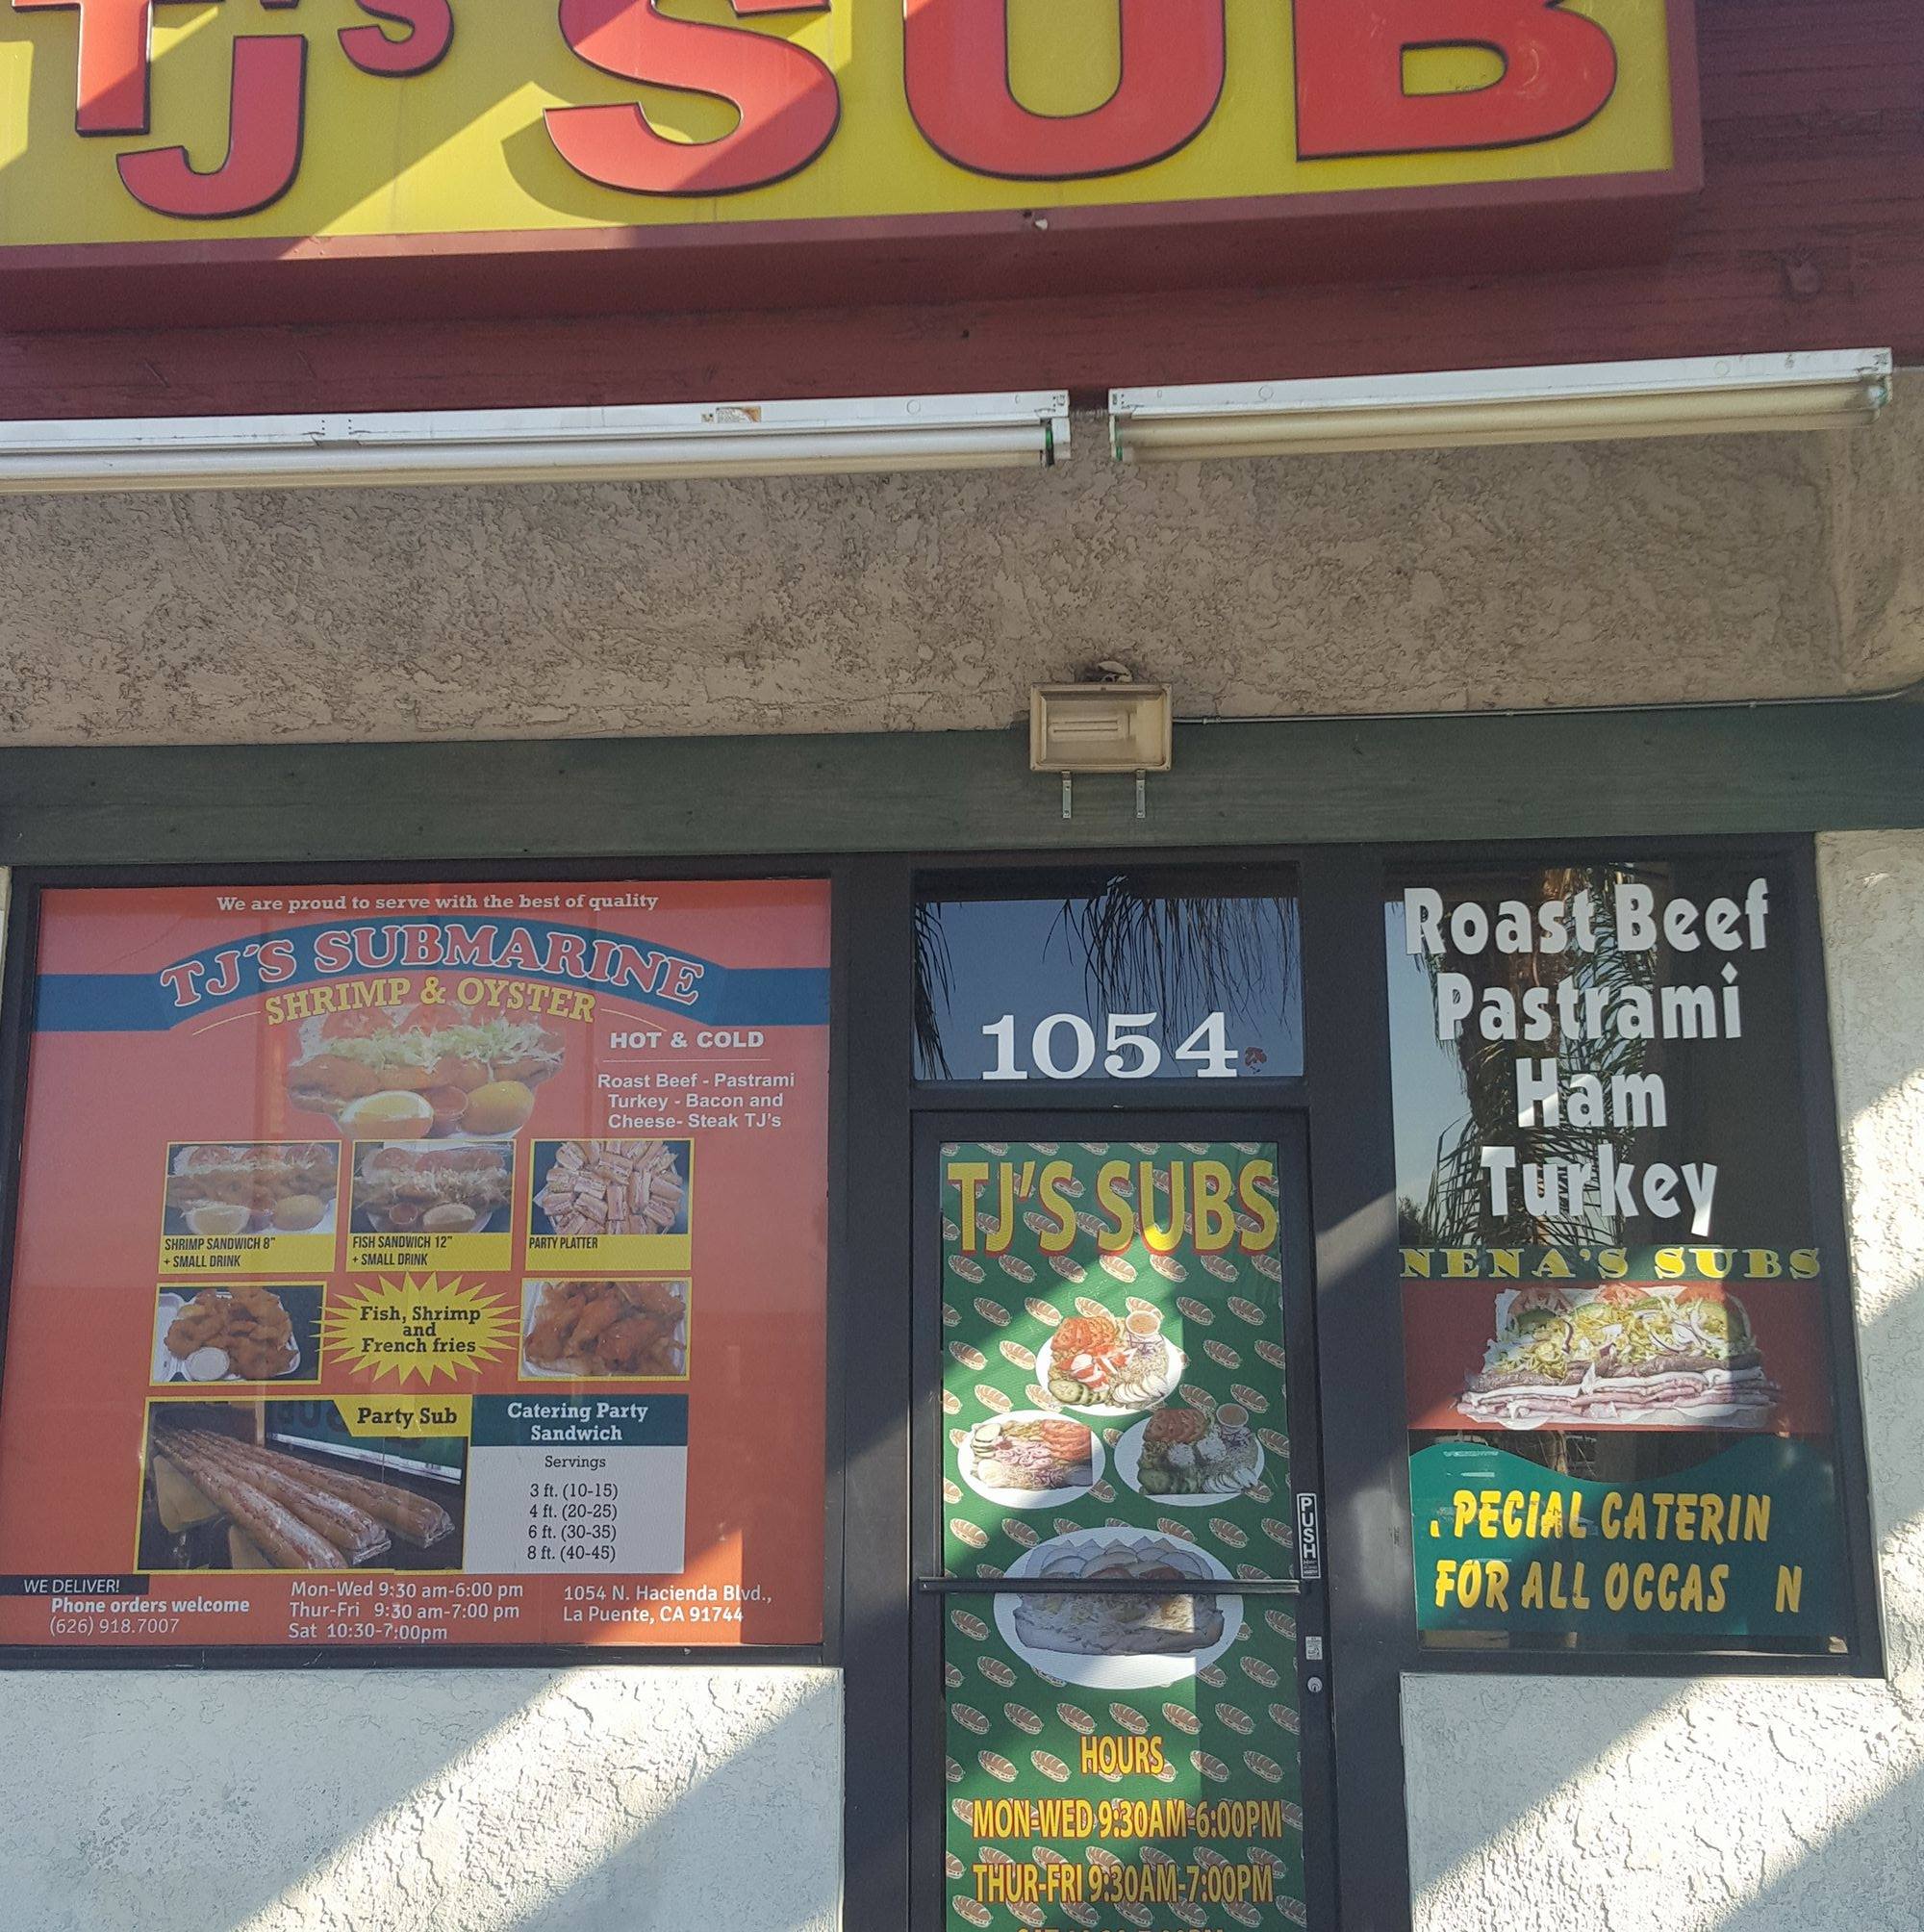 TJ'S SUB
We are proud to serve with the best of quality
TJ'S SUBMARINE
SHRIMP & OYSTER
HOT & COLD
Roast Beef - Pastrami
Turkey - Bacon and
Cheese- Steak TJ's
SHRIMP SANDWICH 8"
+ SMALL DRINK
FISH SANDWICH 12"
+ SMALL DRINK
PARTY PLATTER
Fish, Shrimp
and
French fries
Party Sub
Catering Party
Sandwich
Servings
3 ft. (10-15)
4 ft. (20-25)
6 ft. (30-35)
8 ft. (40-45)
WE DELIVER!
Phone orders welcome
(626) 918.7007
Mon-Wed 9:30 am-6:00 pm
Thur-Fri 9:30 am-7:00 pm
Sat 10:30-7:00pm
1054 N. Hacienda Blvd.,
La Puente, CA 91744
1054
TJ'S SUBS
PUSH
HOURS
MON-WED 9:30AM-6:00PM
THUR-FRI 9:30AM-7:00PM
Roast Beef
Pastrami
Ham
Turkey
NENA'S SUBS
PECIAL CATERIN
FOR ALL OCCAS N